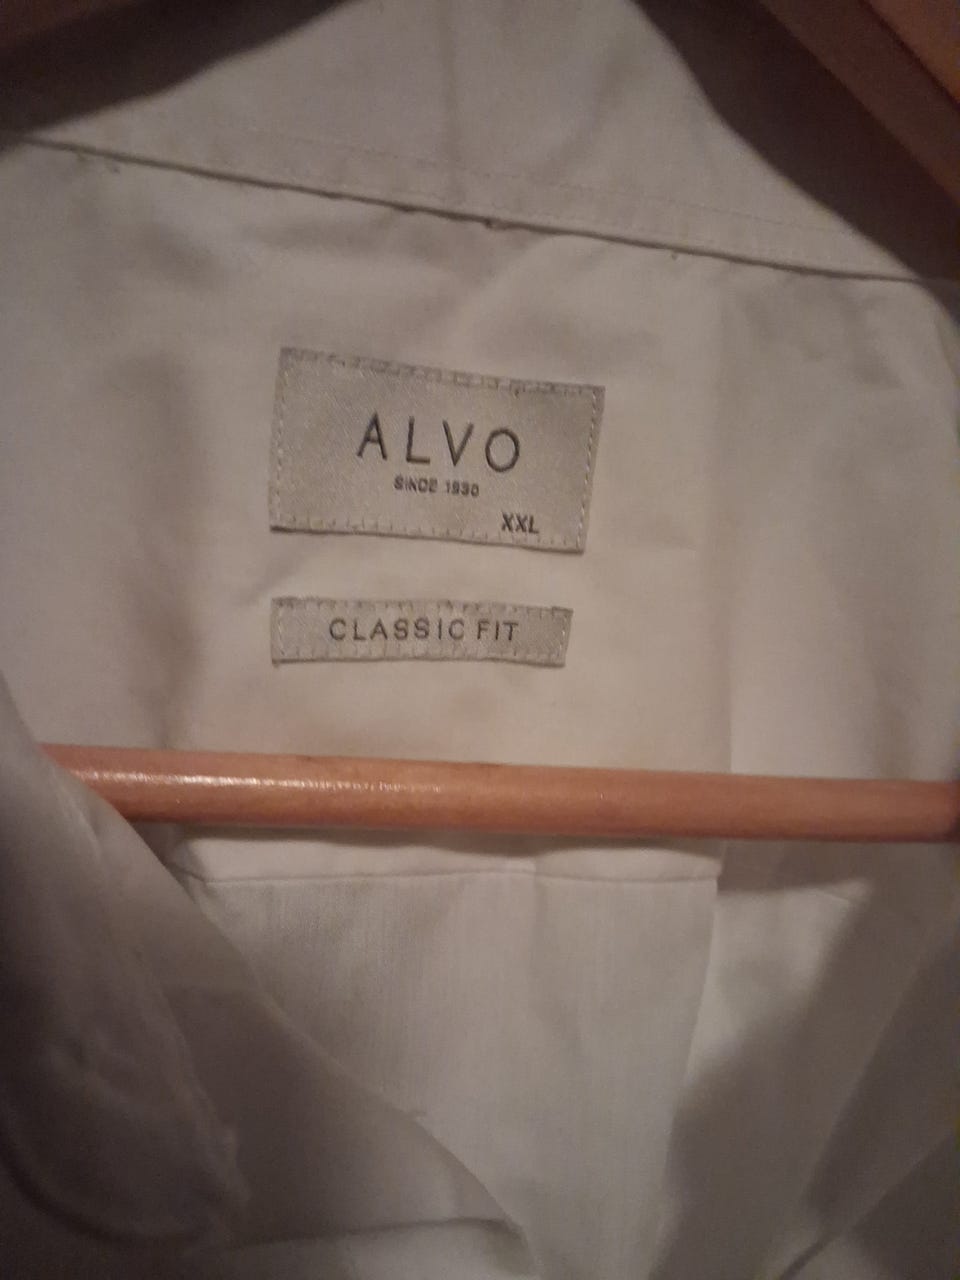 ALVO
SINCE 1930
XXL
CLASSIC FIT